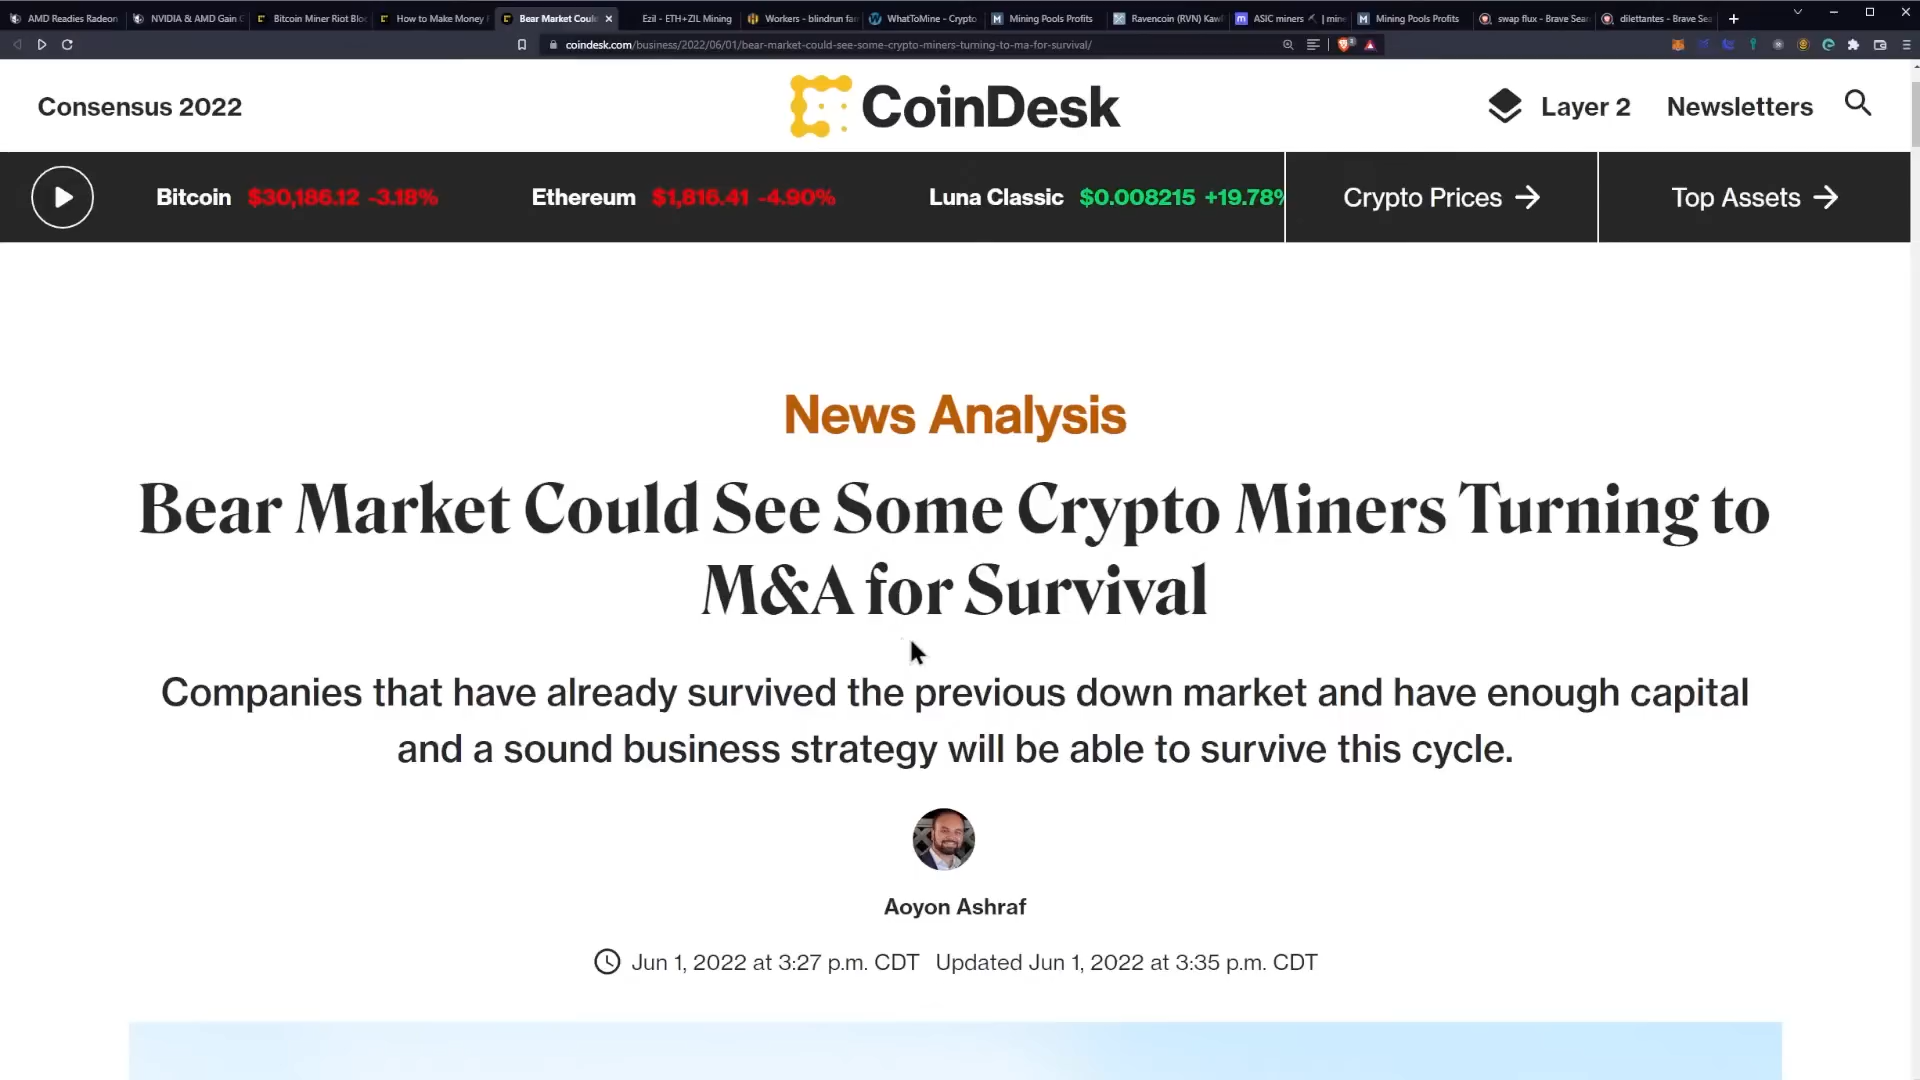 AMD Readies Radeon
NVIDIA & AMD Gain
Bitcoin Miner Riot Blo
How to Make Money
Bear Market Coul
Ezil - ETH+ZIL Mining
Workers - blindrun fa
WhatToMine - Crypto
Mining Pools Profits
Ravencoin (RVN) Kaw
ASIC miners
Mining Pools Profits
swap flux - Brave Sear
dilettantes - Brave Sea
coindesk.com/business/2022/06/01/bear-market-could-see-some-crypto-miners-turning-to-ma-for-survival/
Consensus 2022
CoinDesk
Layer 2
Newsletters
Bitcoin $30,186.12 -3.18%
Ethereum $1,816.41 -4.90%
Luna Classic $0.008215 +19.78%
Crypto Prices →
Top Assets →
News Analysis
Bear Market Could See Some Crypto Miners Turning to
M&A for Survival
Companies that have already survived the previous down market and have enough capital
and a sound business strategy will be able to survive this cycle.
Aoyon Ashraf
Jun 1, 2022 at 3:27 p.m. CDT Updated Jun 1, 2022 at 3:35 p.m. CDT